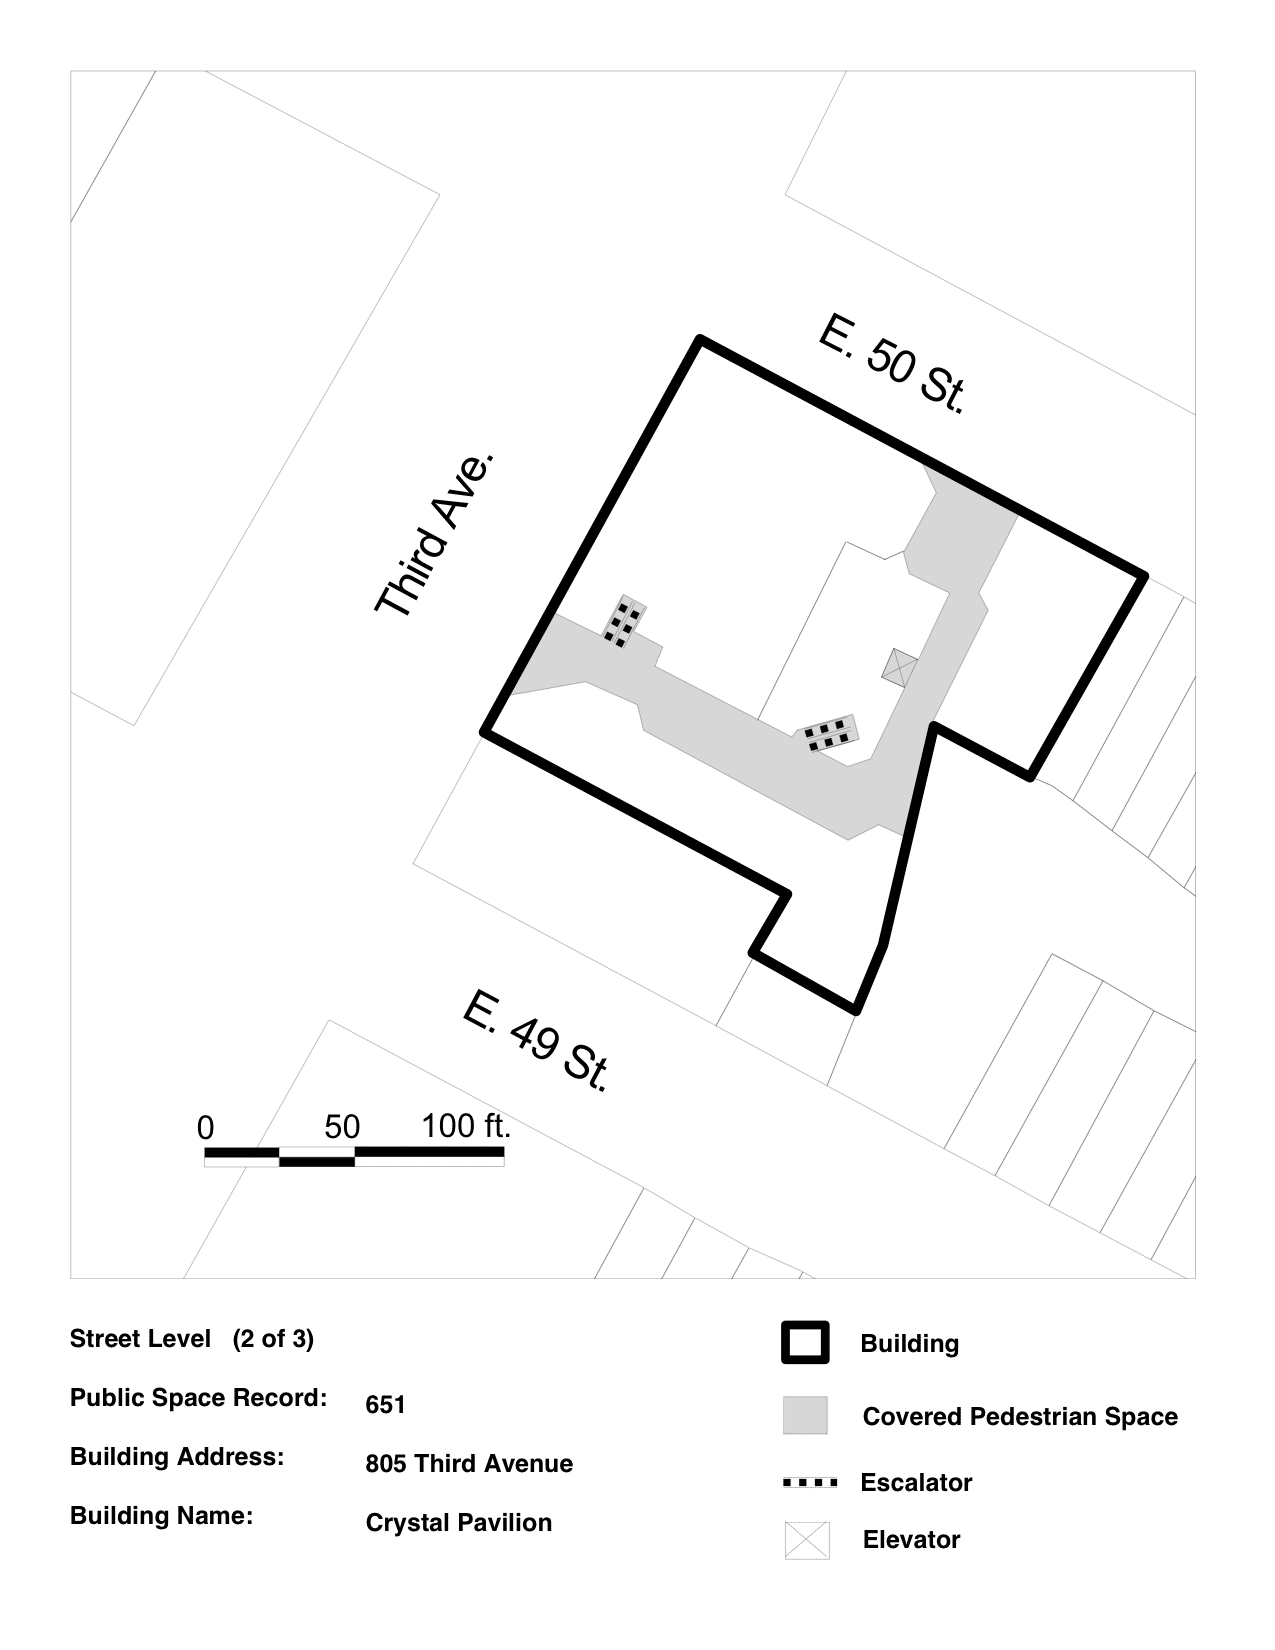 E. 50 St.
Third Ave.
E. 49 St.
0 50 100 ft.
Street Level (2 of 3)
Public Space Record: 651
Building Address: 805 Third Avenue
Building Name: Crystal Pavilion
Building
Covered Pedestrian Space
Escalator
Elevator